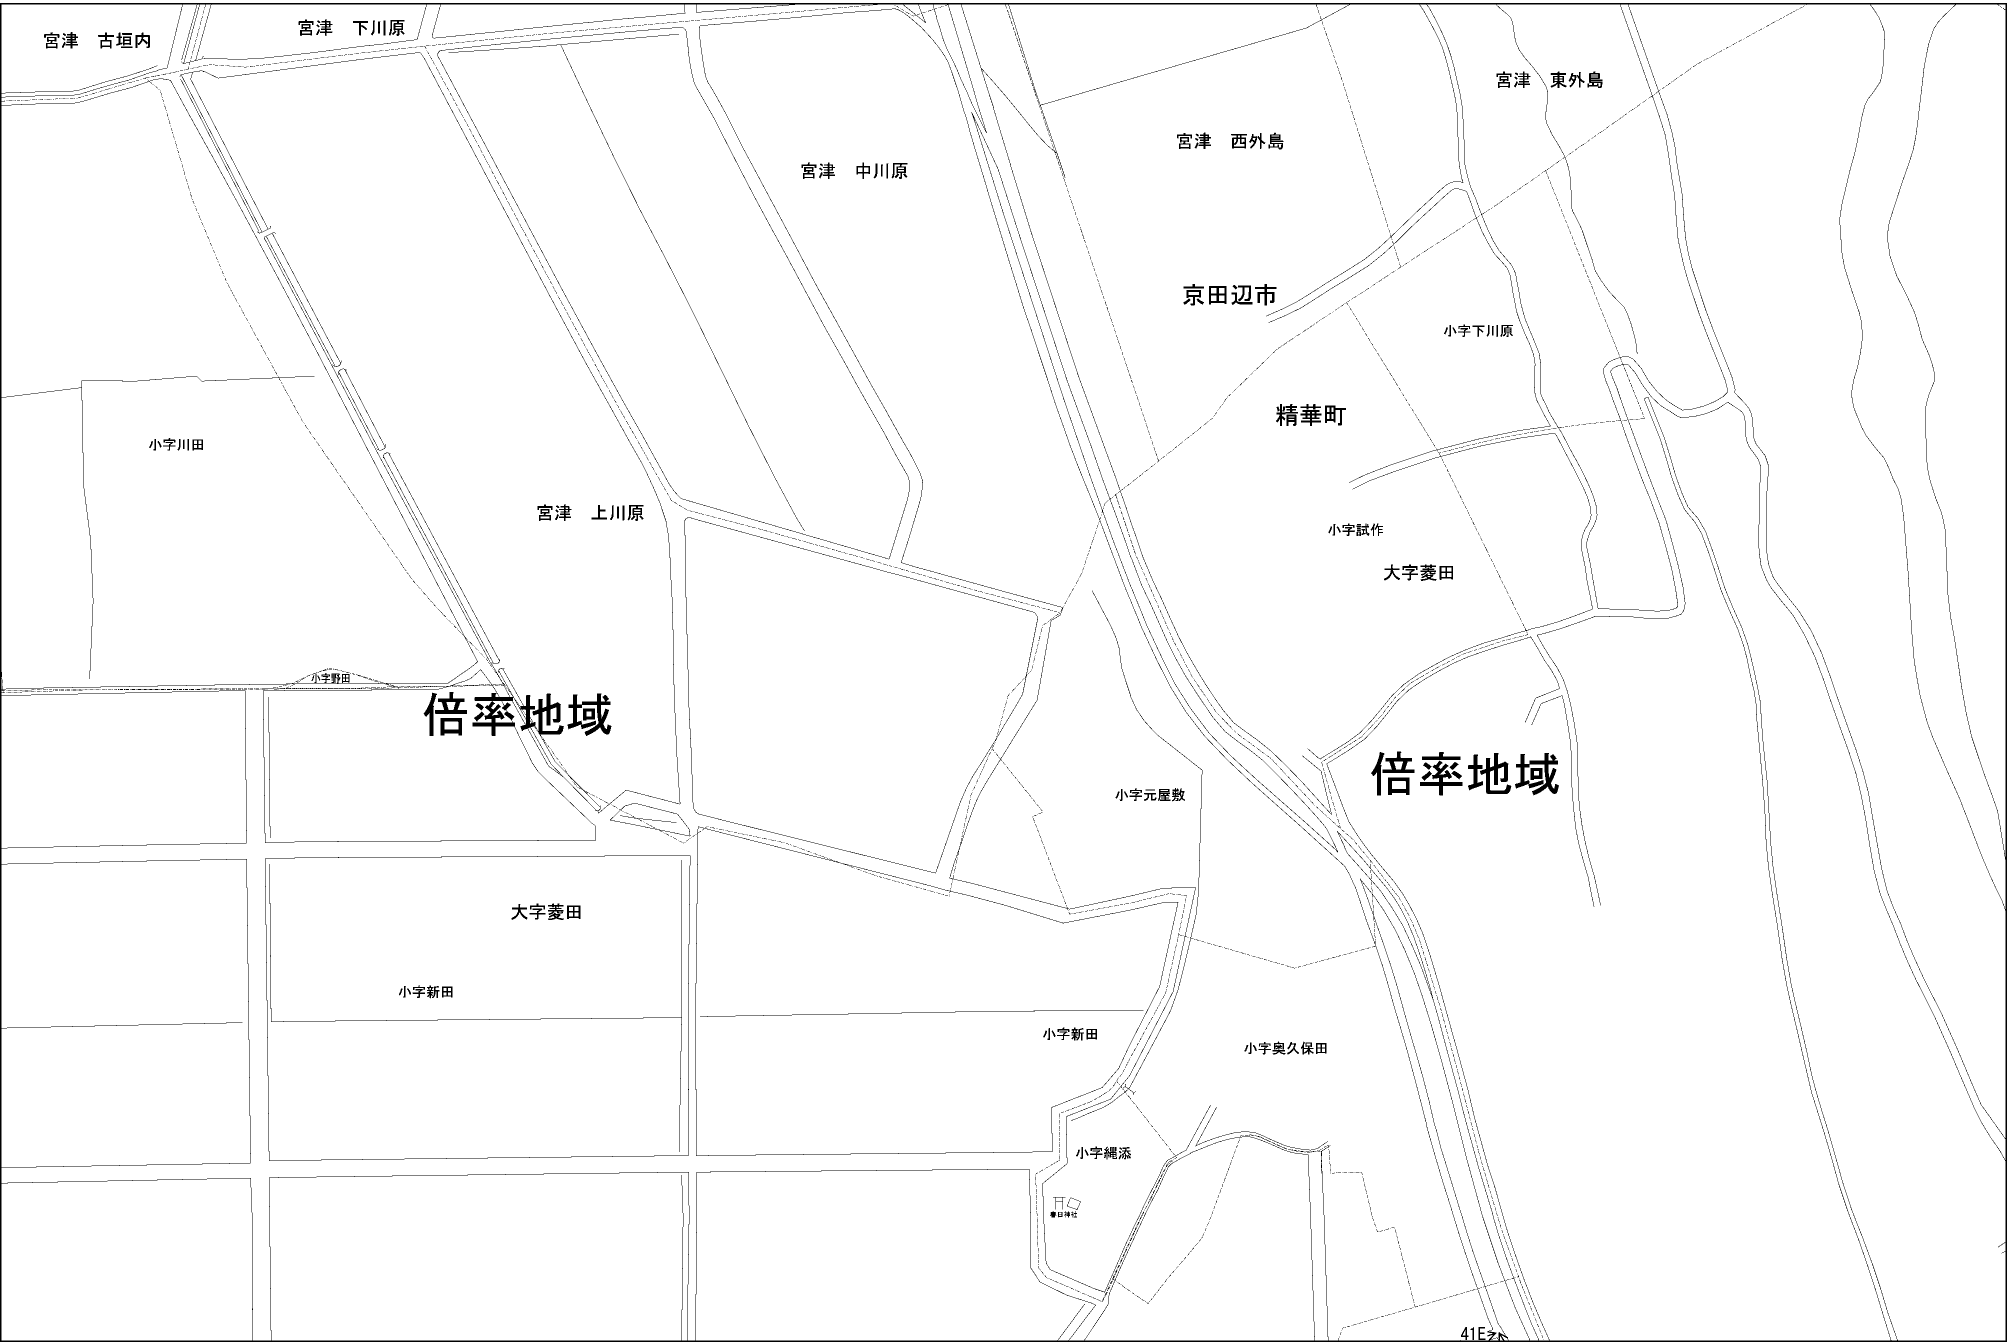 宮津　古垣内
宮津　下川原
宮津　東外島
宮津　西外島
宮津　中川原
京田辺市
小字下川原
精華町
小字川田
宮津　上川原
小字試作
大字菱田
小字野田
倍率地域
倍率地域
小字元屋敷
大字菱田
小字新田
小字新田
小字奥久保田
小字縄添
春日神社